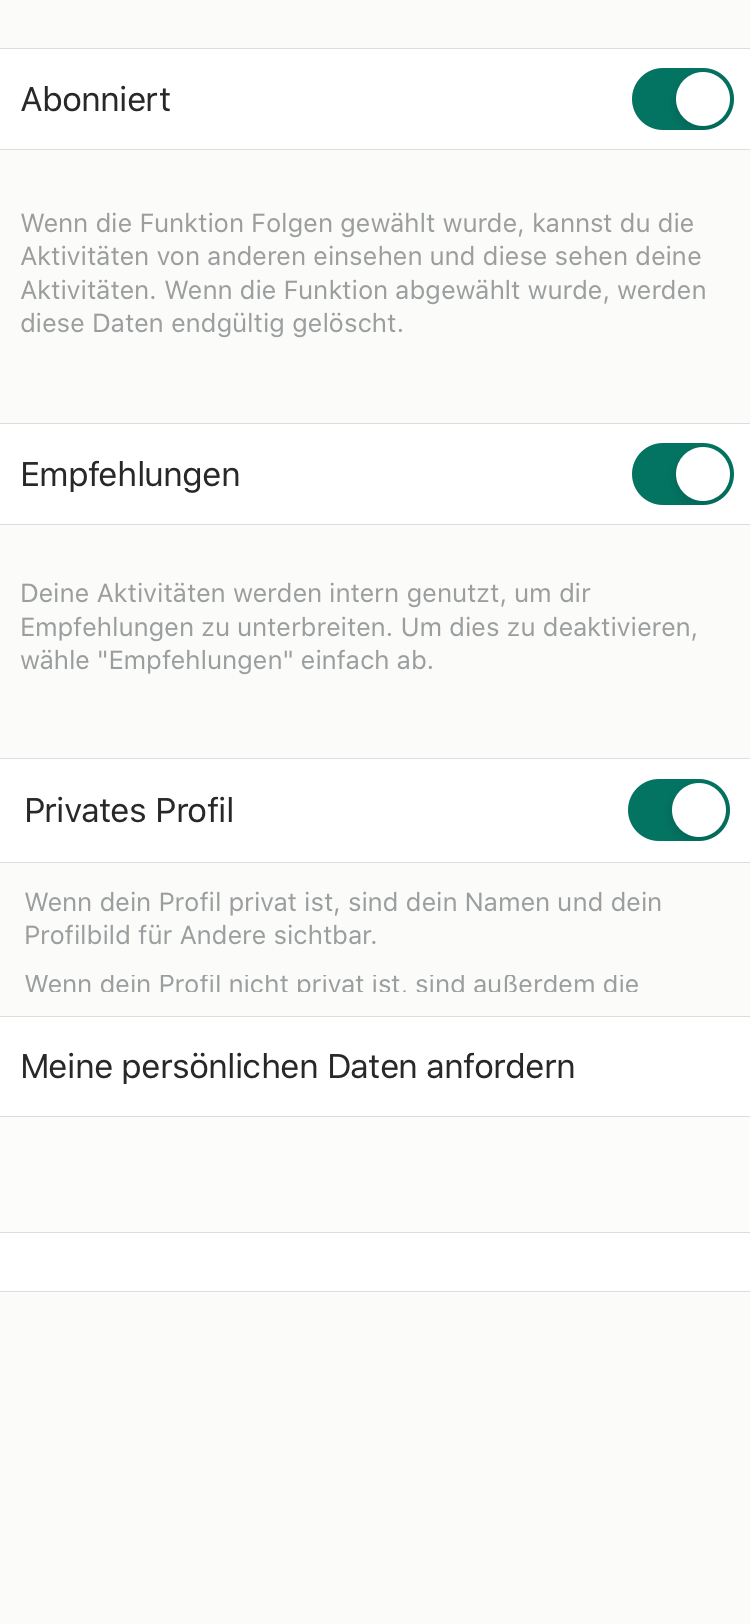 Abonniert
Wenn die Funktion Folgen gewählt wurde, kannst du die
Aktivitäten von anderen einsehen und diese sehen deine
Aktivitäten. Wenn die Funktion abgewählt wurde, werden
diese Daten endgültig gelöscht.
Empfehlungen
Deine Aktivitäten werden intern genutzt, um dir
Empfehlungen zu unterbreiten. Um dies zu deaktivieren,
wähle "Empfehlungen" einfach ab.
Privates Profil
Wenn dein Profil privat ist, sind dein Namen und dein
Profilbild für Andere sichtbar.
Wenn dein Profil nicht privat ist, sind außerdem die
Meine persönlichen Daten anfordern